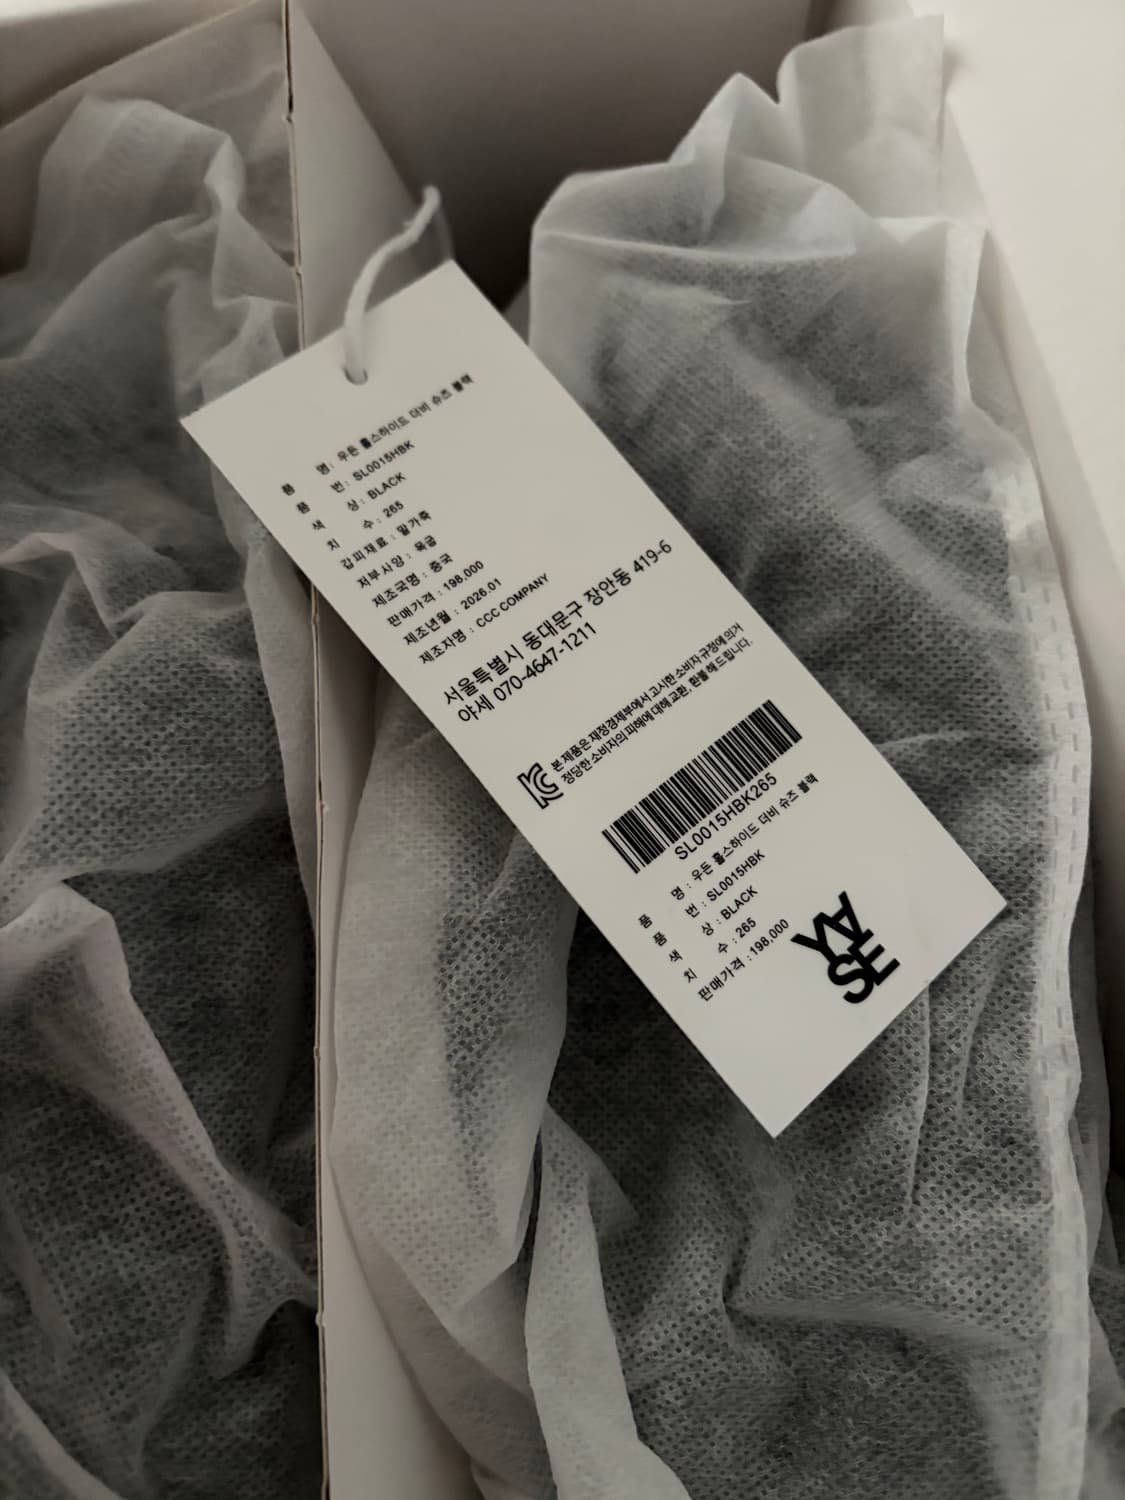 품 명 : 우든 홀스하이드 더비 슈즈 블랙
품 번 : SL0015HBK
색 상 : BLACK
치 수 : 265
갑피재료 : 말가죽
저부사양 : 목굽
제조국명 : 중국
판매가격 : 198,000
제조년월 : 2026.01
제조자명 : CCC COMPANY
서울특별시 동대문구 장안동 419-6
야세 070-4647-1211
본 제품은 재정경제부에서 고시한 소비자 규정에 의거
정당한 소비자의 피해에 대해 교환, 환불 해 드립니다.
SL0015HBK265
품 명 : 우든 홀스하이드 더비 슈즈 블랙
품 번 : SL0015HBK
색 상 : BLACK
치 수 : 265
판매가격 : 198,000
YA
SE